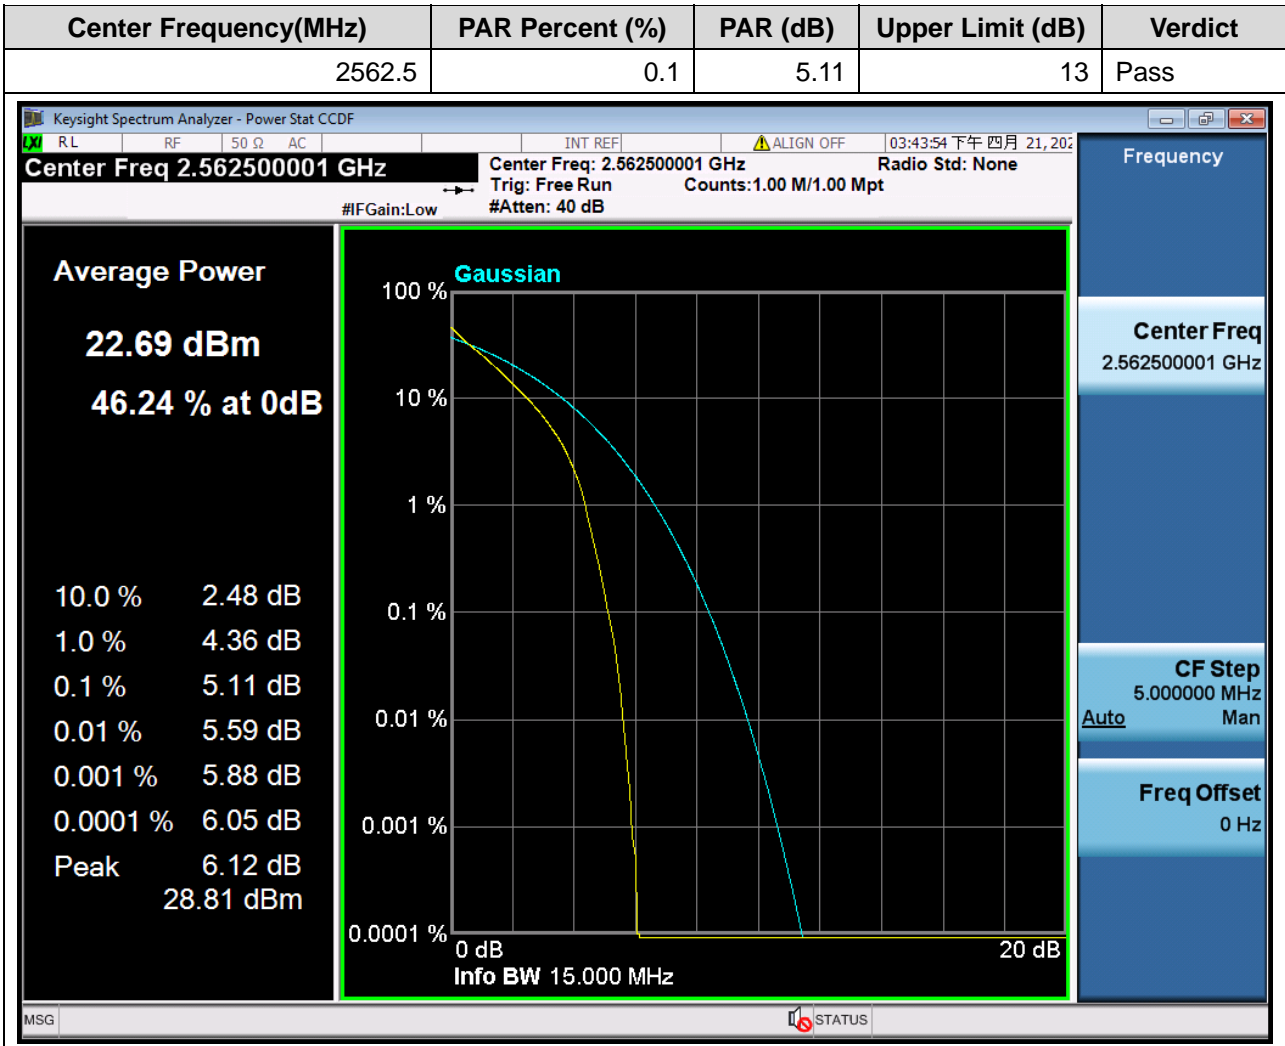 Center Frequency(MHz) PAR Percent (%) PAR (dB) Upper Limit (dB) Verdict
2562.5 0.1 5.11 13 Pass
Keysight Spectrum Analyzer - Power Stat CCDF
LXI RL RF 50 Ω AC INT REF ALIGN OFF 03:43:54 下午 四月 21, 202
Center Freq 2.562500001 GHz
Center Freq: 2.562500001 GHz Radio Std: None
Trig: Free Run Counts:1.00 M/1.00 Mpt
#IFGain:Low #Atten: 40 dB
Average Power
22.69 dBm
46.24 % at 0dB
10.0 % 2.48 dB
1.0 % 4.36 dB
0.1 % 5.11 dB
0.01 % 5.59 dB
0.001 % 5.88 dB
0.0001 % 6.05 dB
Peak 6.12 dB
28.81 dBm
Gaussian
100 %
10 %
1 %
0.1 %
0.01 %
0.001 %
0.0001 %
0 dB 20 dB
Info BW 15.000 MHz
Frequency
Center Freq
2.562500001 GHz
CF Step
5.000000 MHz
Auto Man
Freq Offset
0 Hz
MSG STATUS